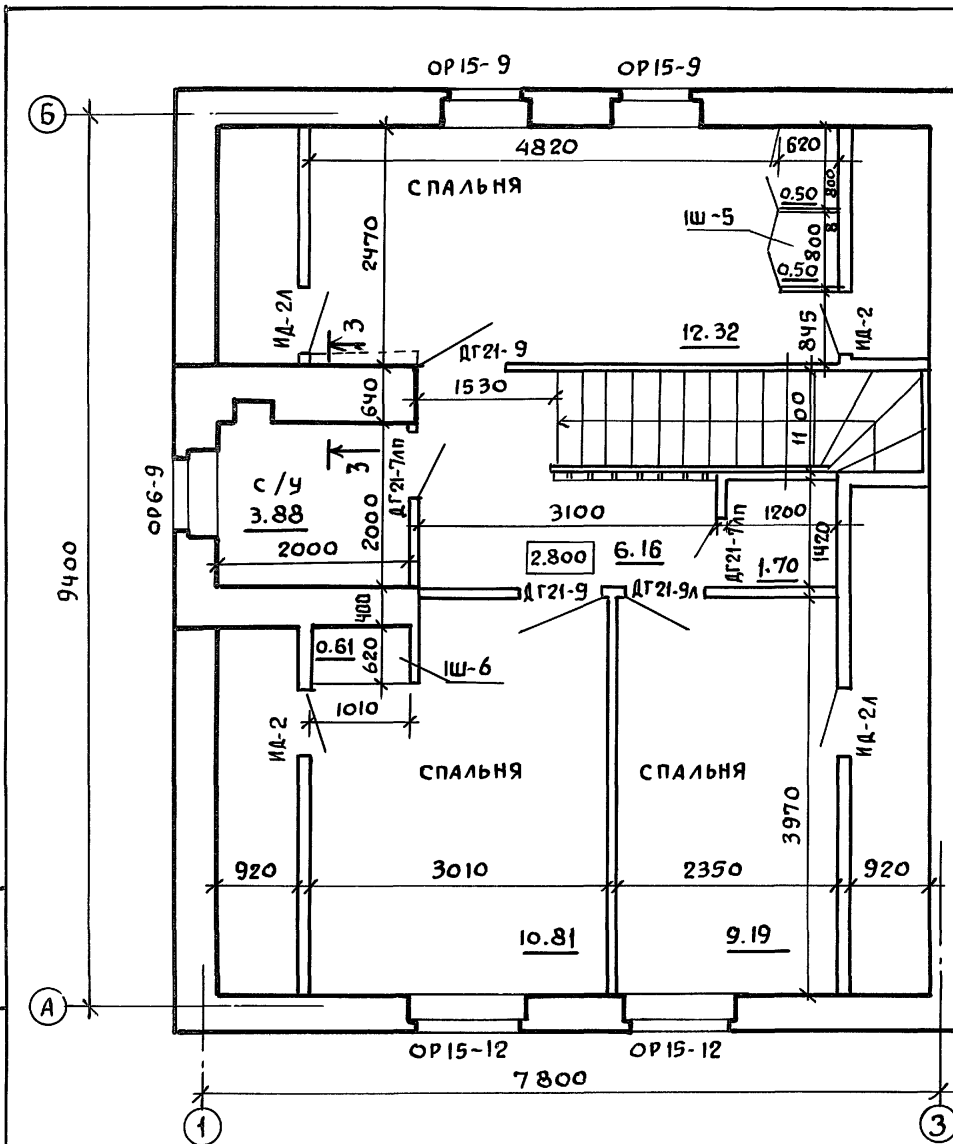 ОР15-9 ОР15-9
Б
4820 620
СПАЛЬНЯ
0.50 800
8
1Ш-5
800
0.50
2470
ИД-2Л
3
ДГ21-9
12.32
845
ИД-2
640
1530
1100
3
ОР6-9
С/У
3.88
ДГ21-7ЛП
2000
2000
3100
1200
2.800
6.16
ДГ21-7ЛП
1.70
1420
9400
ДГ21-9 ДГ21-9Л
400
0.61
620
1Ш-6
1010
ИД-2
ИД-2Л
СПАЛЬНЯ СПАЛЬНЯ
3970
920 3010 2350 920
10.81 9.19
А
ОР15-12 ОР15-12
7800
1 3